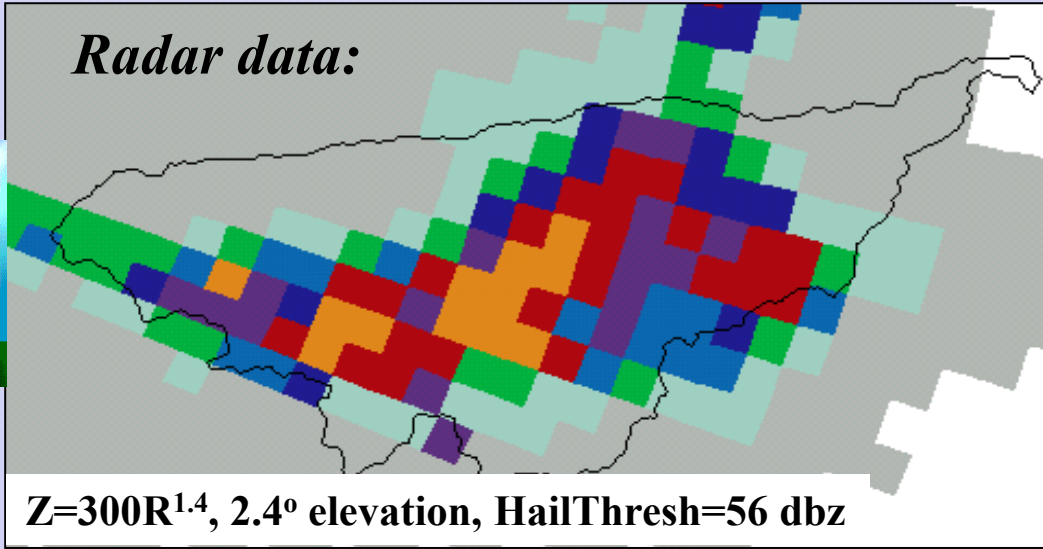 Radar data:
Z=300R¹·⁴, 2.4º elevation, HailThresh=56 dbz